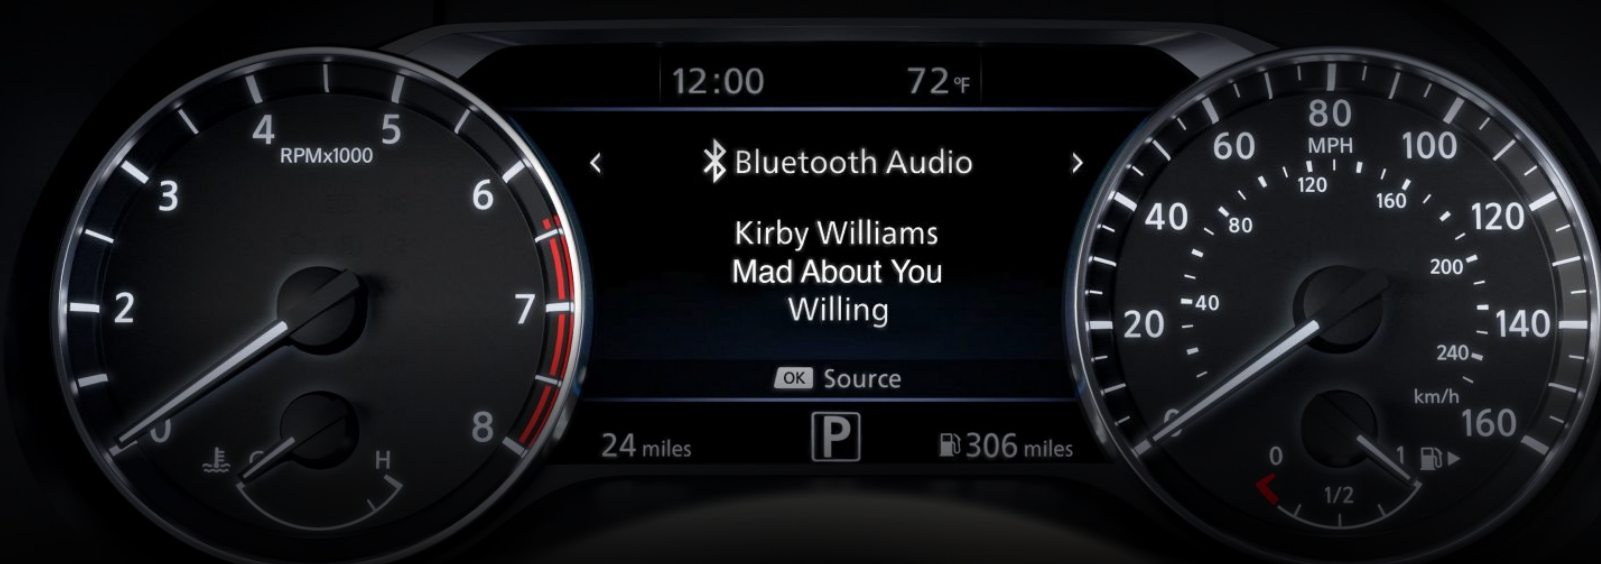 12:00 72°F
4 5
RPMx1000
3 6
2 7
0 8
C H
Bluetooth Audio
Kirby Williams
Mad About You
Willing
OK Source
24 miles P 306 miles
80
MPH
60 100
120 160
40 120
80
200
40
20 140
240
km/h
0 160
0 1
1/2